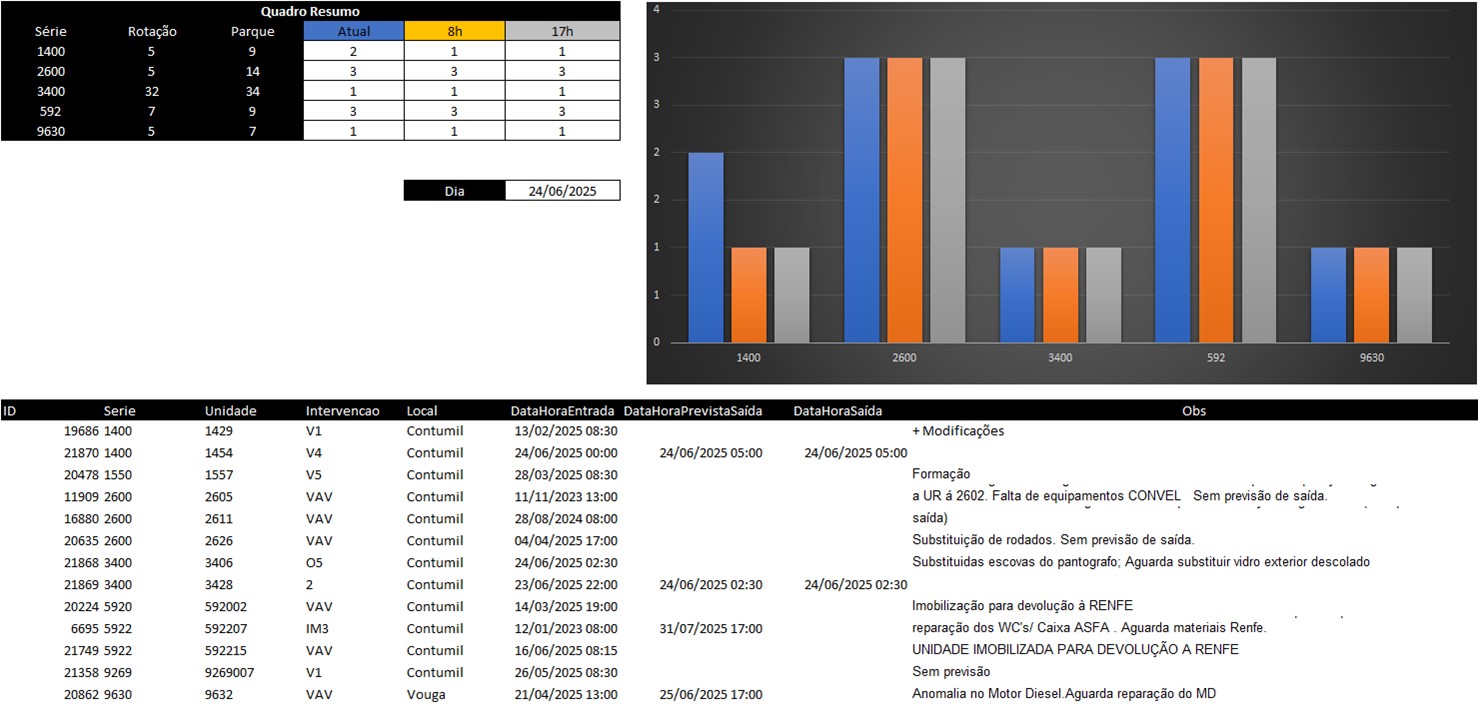 Quadro Resumo
Série Rotação Parque Atual 8h 17h
1400 5 9 2 1 1
2600 5 14 3 3 3
3400 32 34 1 1 1
592 7 9 3 3 3
9630 5 7 1 1 1
Dia 24/06/2025
4
3
3
2
2
1
1
0
1400 2600 3400 592 9630
ID Serie Unidade Intervencao Local DataHoraEntrada DataHoraPrevistaSaída DataHoraSaída Obs
19686 1400 1429 V1 Contumil 13/02/2025 08:30 + Modificações
21870 1400 1454 V4 Contumil 24/06/2025 00:00 24/06/2025 05:00 24/06/2025 05:00
20478 1550 1557 V5 Contumil 28/03/2025 08:30 Formação
11909 2600 2605 VAV Contumil 11/11/2023 13:00 a UR á 2602. Falta de equipamentos CONVEL Sem previsão de saída.
16880 2600 2611 VAV Contumil 28/08/2024 08:00 saída)
20635 2600 2626 VAV Contumil 04/04/2025 17:00 Substituição de rodados. Sem previsão de saída.
21868 3400 3406 O5 Contumil 24/06/2025 02:30 Substituidas escovas do pantografo; Aguarda substituir vidro exterior descolado
21869 3400 3428 2 Contumil 23/06/2025 22:00 24/06/2025 02:30 24/06/2025 02:30
20224 5920 592002 VAV Contumil 14/03/2025 19:00 Imobilização para devolução à RENFE
6695 5922 592207 IM3 Contumil 12/01/2023 08:00 31/07/2025 17:00 reparação dos WC's/ Caixa ASFA . Aguarda materiais Renfe.
21749 5922 592215 VAV Contumil 16/06/2025 08:15 UNIDADE IMOBILIZADA PARA DEVOLUÇÃO A RENFE
21358 9269 9269007 V1 Contumil 26/05/2025 08:30 Sem previsão
20862 9630 9632 VAV Vouga 21/04/2025 13:00 25/06/2025 17:00 Anomalia no Motor Diesel.Aguarda reparação do MD